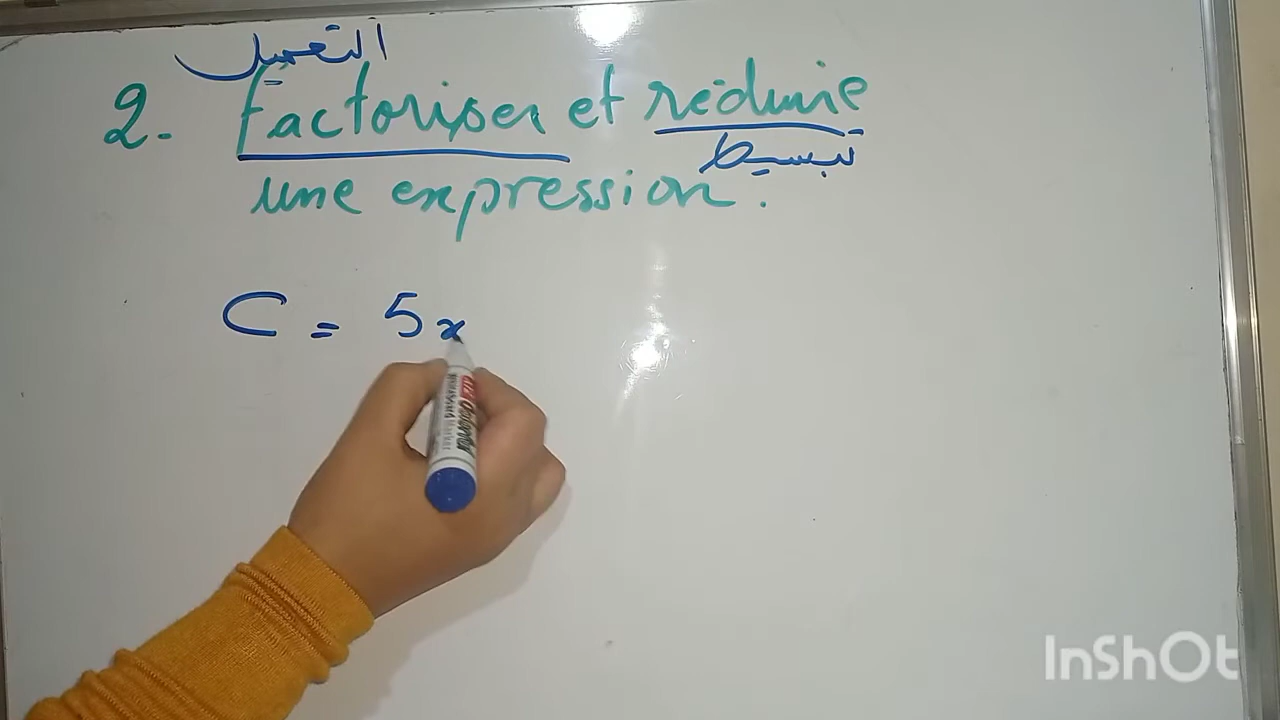 التعميل
2. Factoriser et réduire
تبسيط
une expression.
C = 5x
InShOt